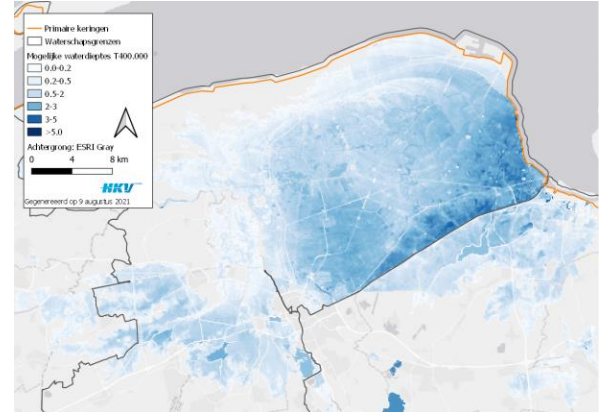 Primaire keringen
Waterschapsgrenzen
Mogelijke waterdieptes T400.000
0.0-0.2
0.2-0.5
0.5-2
2-3
3-5
>5.0
Achtergrong: ESRI Gray
0 4 8 km
HKV
Gegenereerd op 9 augustus 2021